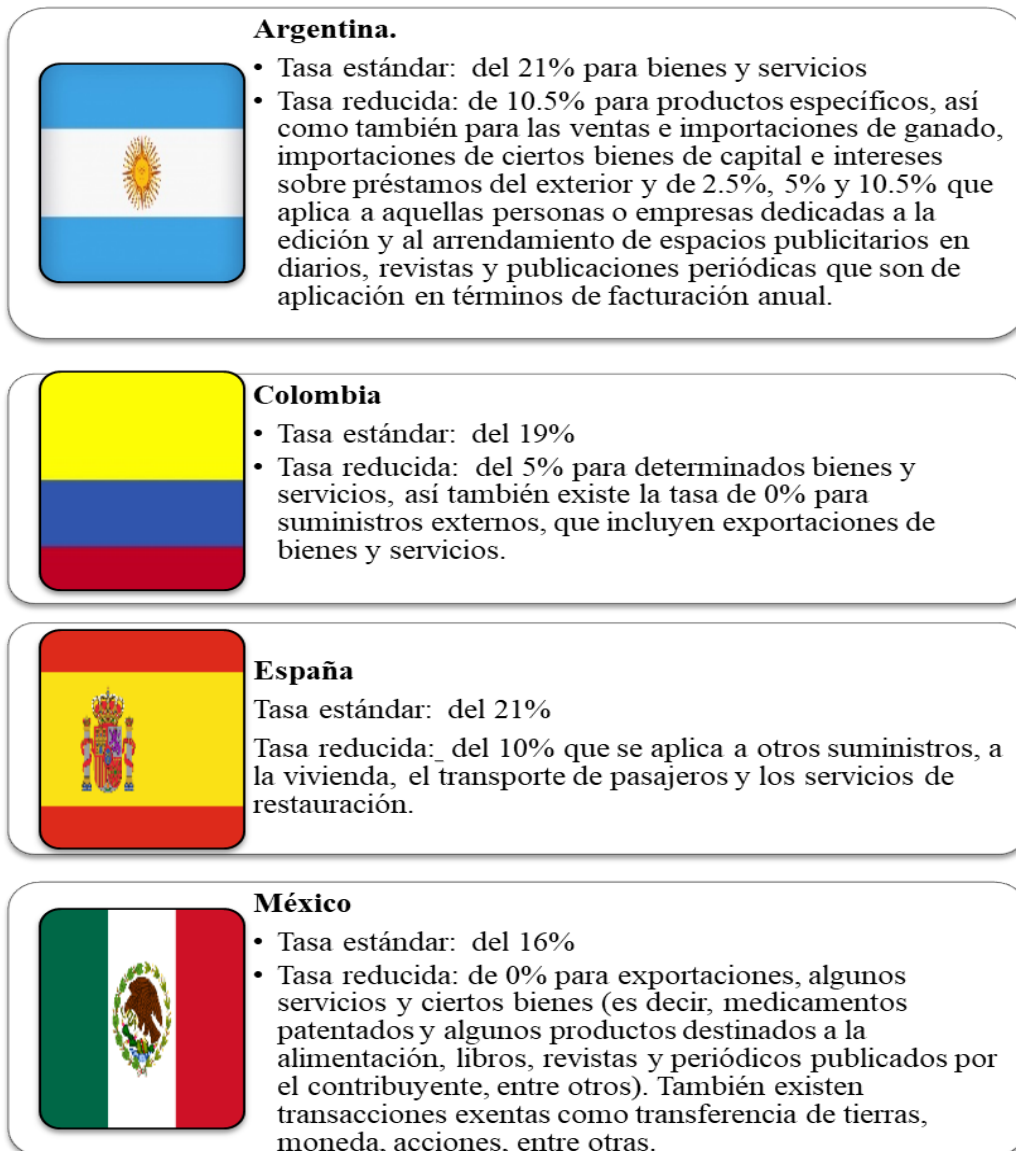 Argentina.
• Tasa estándar: del 21% para bienes y servicios
• Tasa reducida: de 10.5% para productos específicos, así
como también para las ventas e importaciones de ganado,
importaciones de ciertos bienes de capital e intereses
sobre préstamos del exterior y de 2.5%, 5% y 10.5% que
aplica a aquellas personas o empresas dedicadas a la
edición y al arrendamiento de espacios publicitarios en
diarios, revistas y publicaciones periódicas que son de
aplicación en términos de facturación anual.
Colombia
• Tasa estándar: del 19%
• Tasa reducida: del 5% para determinados bienes y
servicios, así también existe la tasa de 0% para
suministros externos, que incluyen exportaciones de
bienes y servicios.
España
Tasa estándar: del 21%
Tasa reducida:_ del 10% que se aplica a otros suministros, a
la vivienda, el transporte de pasajeros y los servicios de
restauración.
México
• Tasa estándar: del 16%
• Tasa reducida: de 0% para exportaciones, algunos
servicios y ciertos bienes (es decir, medicamentos
patentados y algunos productos destinados a la
alimentación, libros, revistas y periódicos publicados por
el contribuyente, entre otros). También existen
transacciones exentas como transferencia de tierras,
moneda, acciones, entre otras.